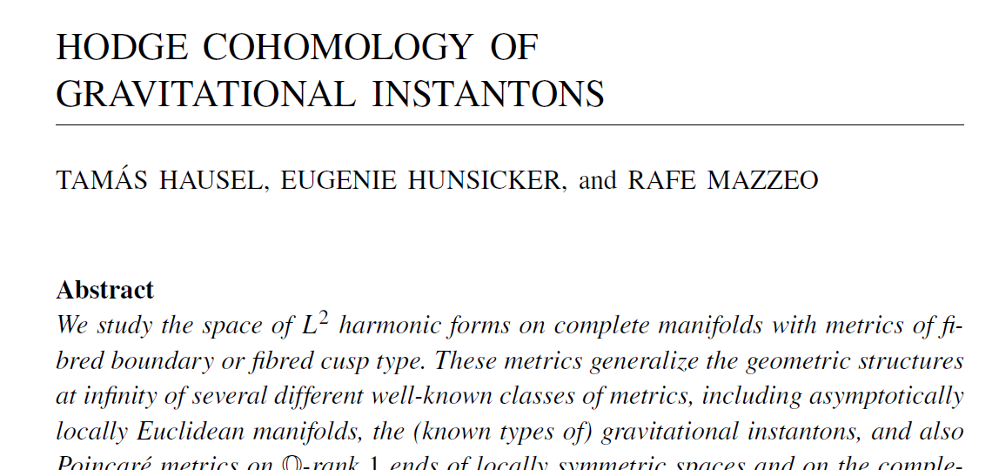 HODGE COHOMOLOGY OF
GRAVITATIONAL INSTANTONS
TAMÁS HAUSEL, EUGENIE HUNSICKER, and RAFE MAZZEO
Abstract
We study the space of L² harmonic forms on complete manifolds with metrics of fi-
bred boundary or fibred cusp type. These metrics generalize the geometric structures
at infinity of several different well-known classes of metrics, including asymptotically
locally Euclidean manifolds, the (known types of) gravitational instantons, and also
Poincaré metrics on ℚ-rank 1 ends of locally symmetric spaces and on the comple-